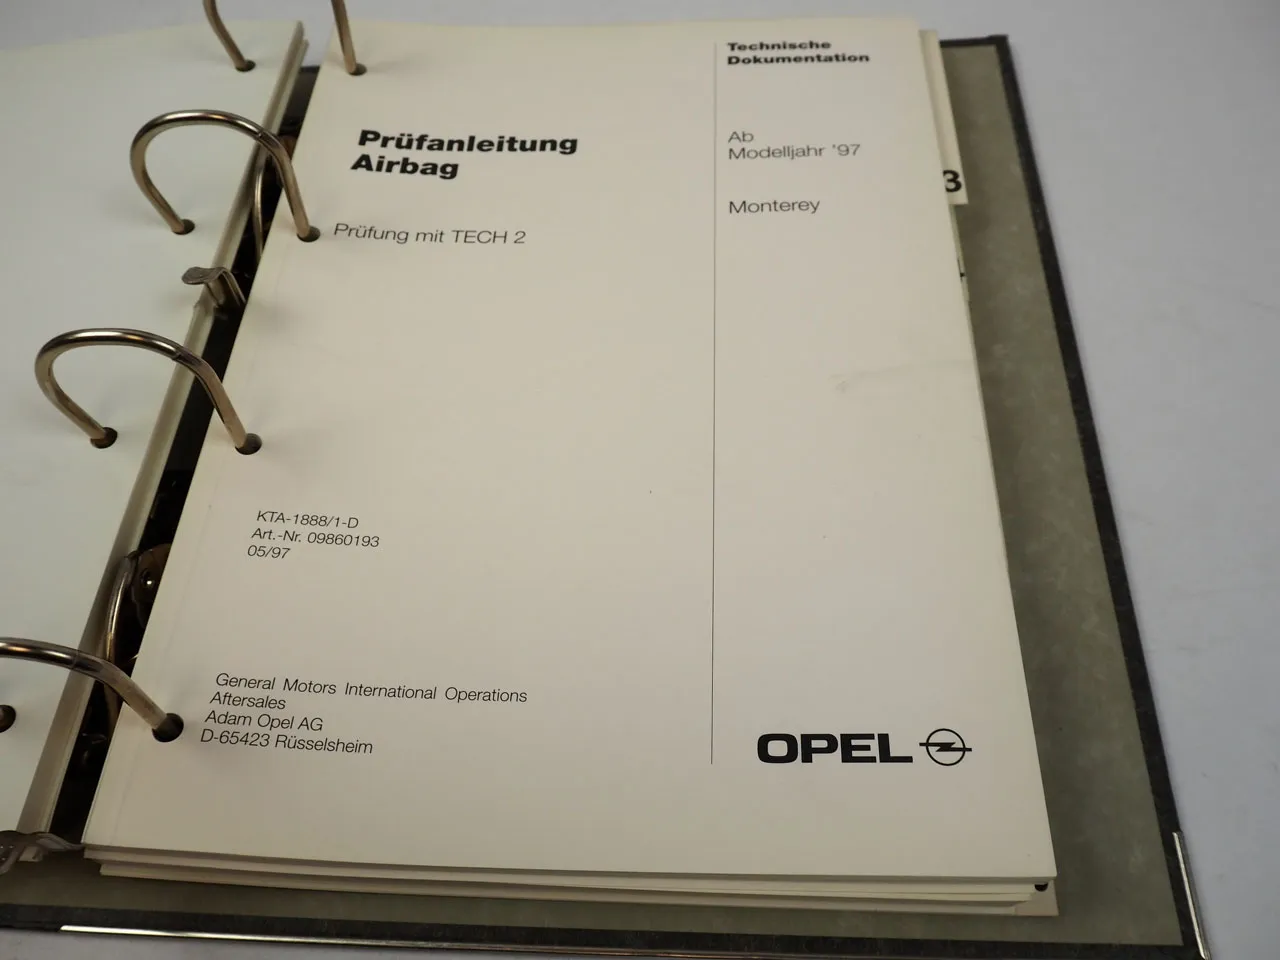 Technische
Dokumentation
Prüfanleitung
Airbag
Prüfung mit TECH 2
Ab
Modelljahr '97
Monterey
3
KTA-1888/1-D
Art.-Nr. 09860193
05/97
General Motors International Operations
Aftersales
Adam Opel AG
D-65423 Rüsselsheim
OPEL